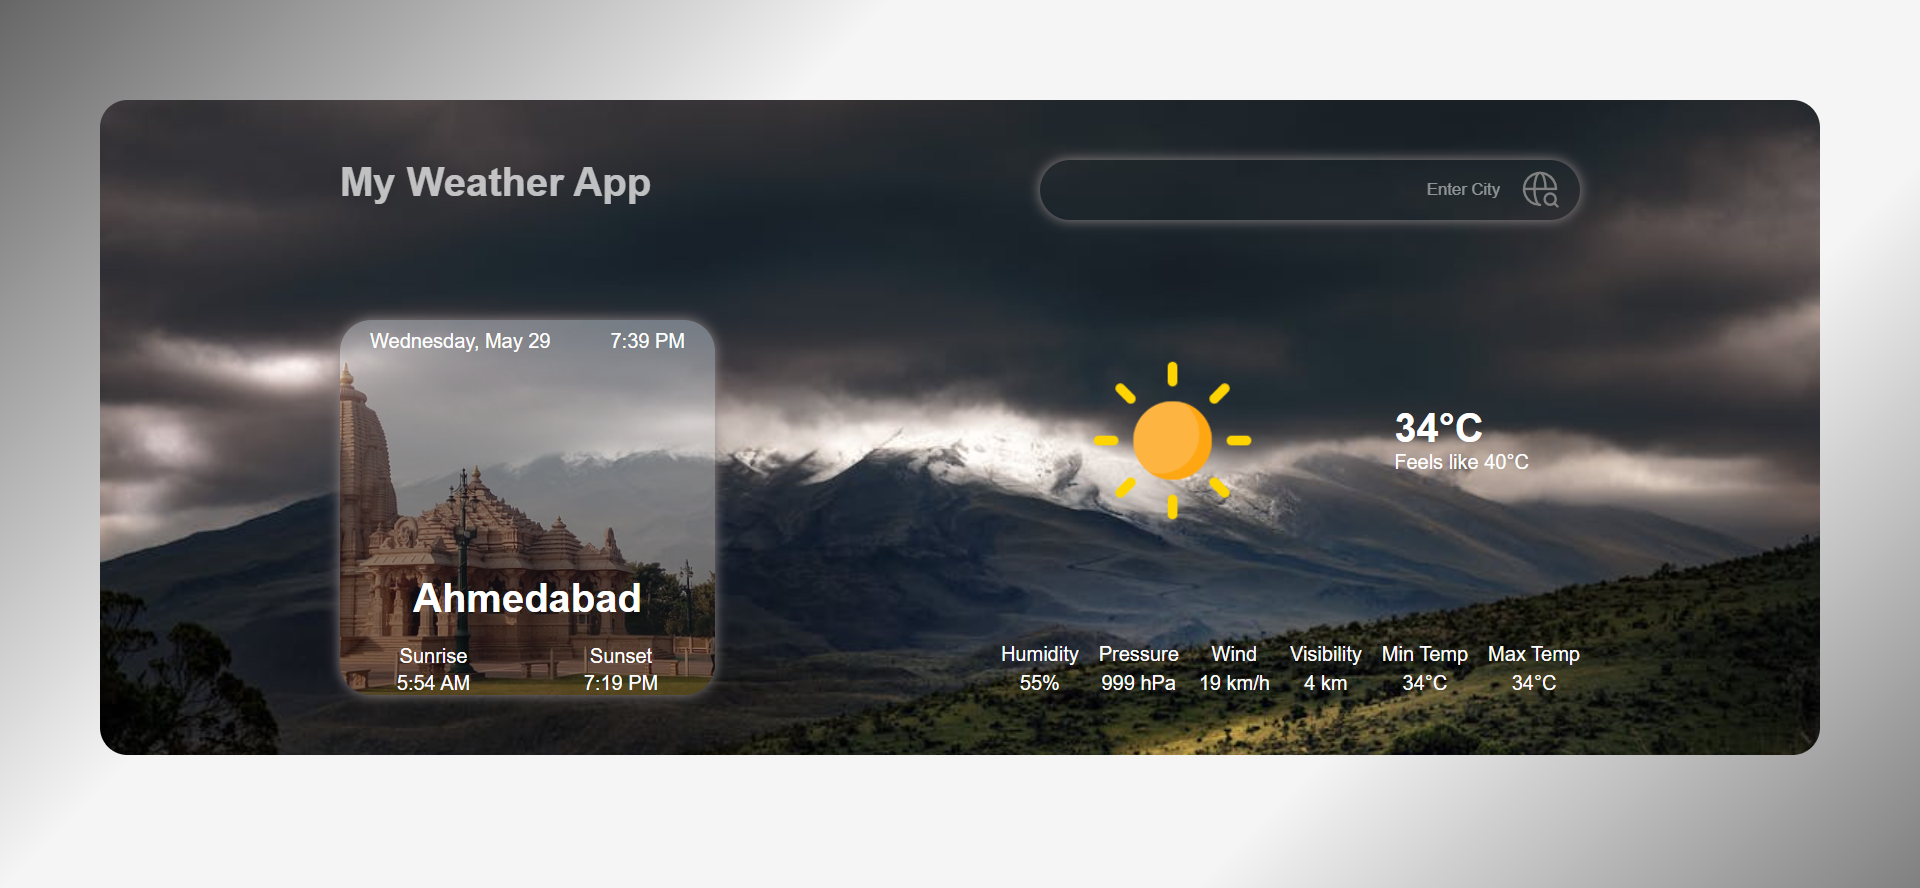 My Weather App
Enter City
Wednesday, May 29 7:39 PM
Ahmedabad
Sunrise Sunset
5:54 AM 7:19 PM
34°C
Feels like 40°C
Humidity Pressure Wind Visibility Min Temp Max Temp
55% 999 hPa 19 km/h 4 km 34°C 34°C